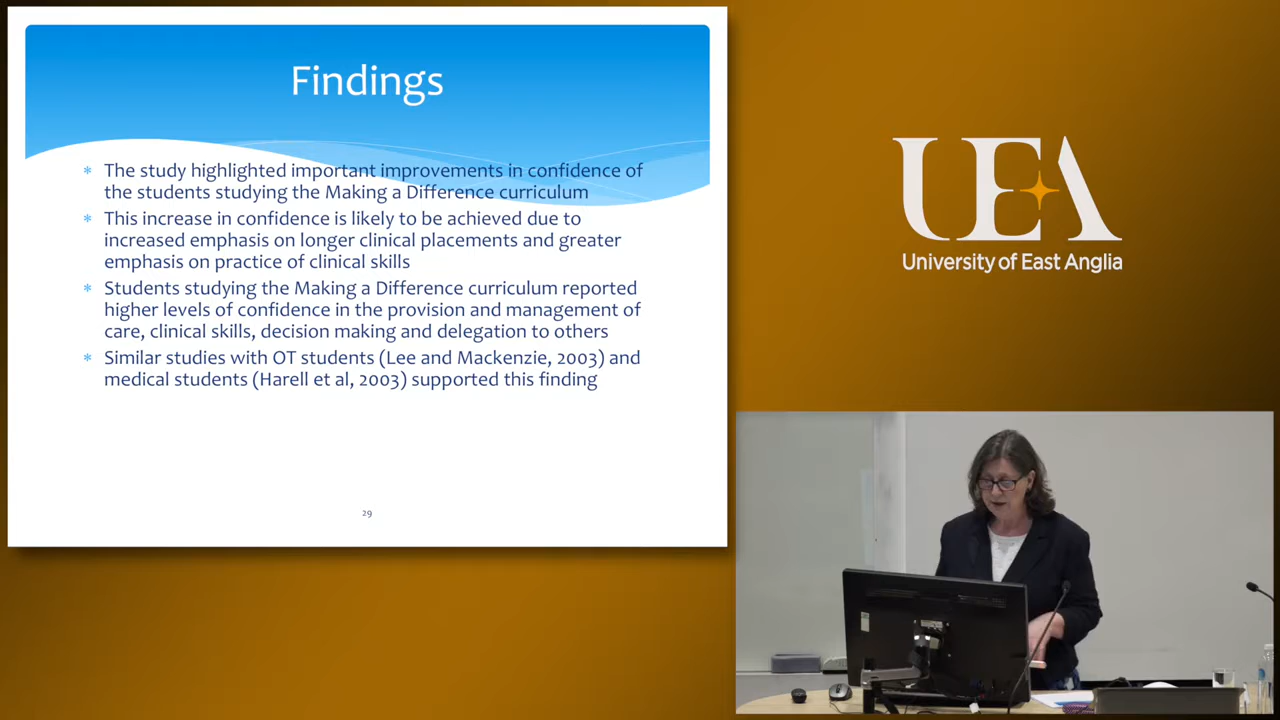 Findings
* The study highlighted important improvements in confidence of
the students studying the Making a Difference curriculum
* This increase in confidence is likely to be achieved due to
increased emphasis on longer clinical placements and greater
emphasis on practice of clinical skills
* Students studying the Making a Difference curriculum reported
higher levels of confidence in the provision and management of
care, clinical skills, decision making and delegation to others
* Similar studies with OT students (Lee and Mackenzie, 2003) and
medical students (Harell et al, 2003) supported this finding
29
UEA
University of East Anglia